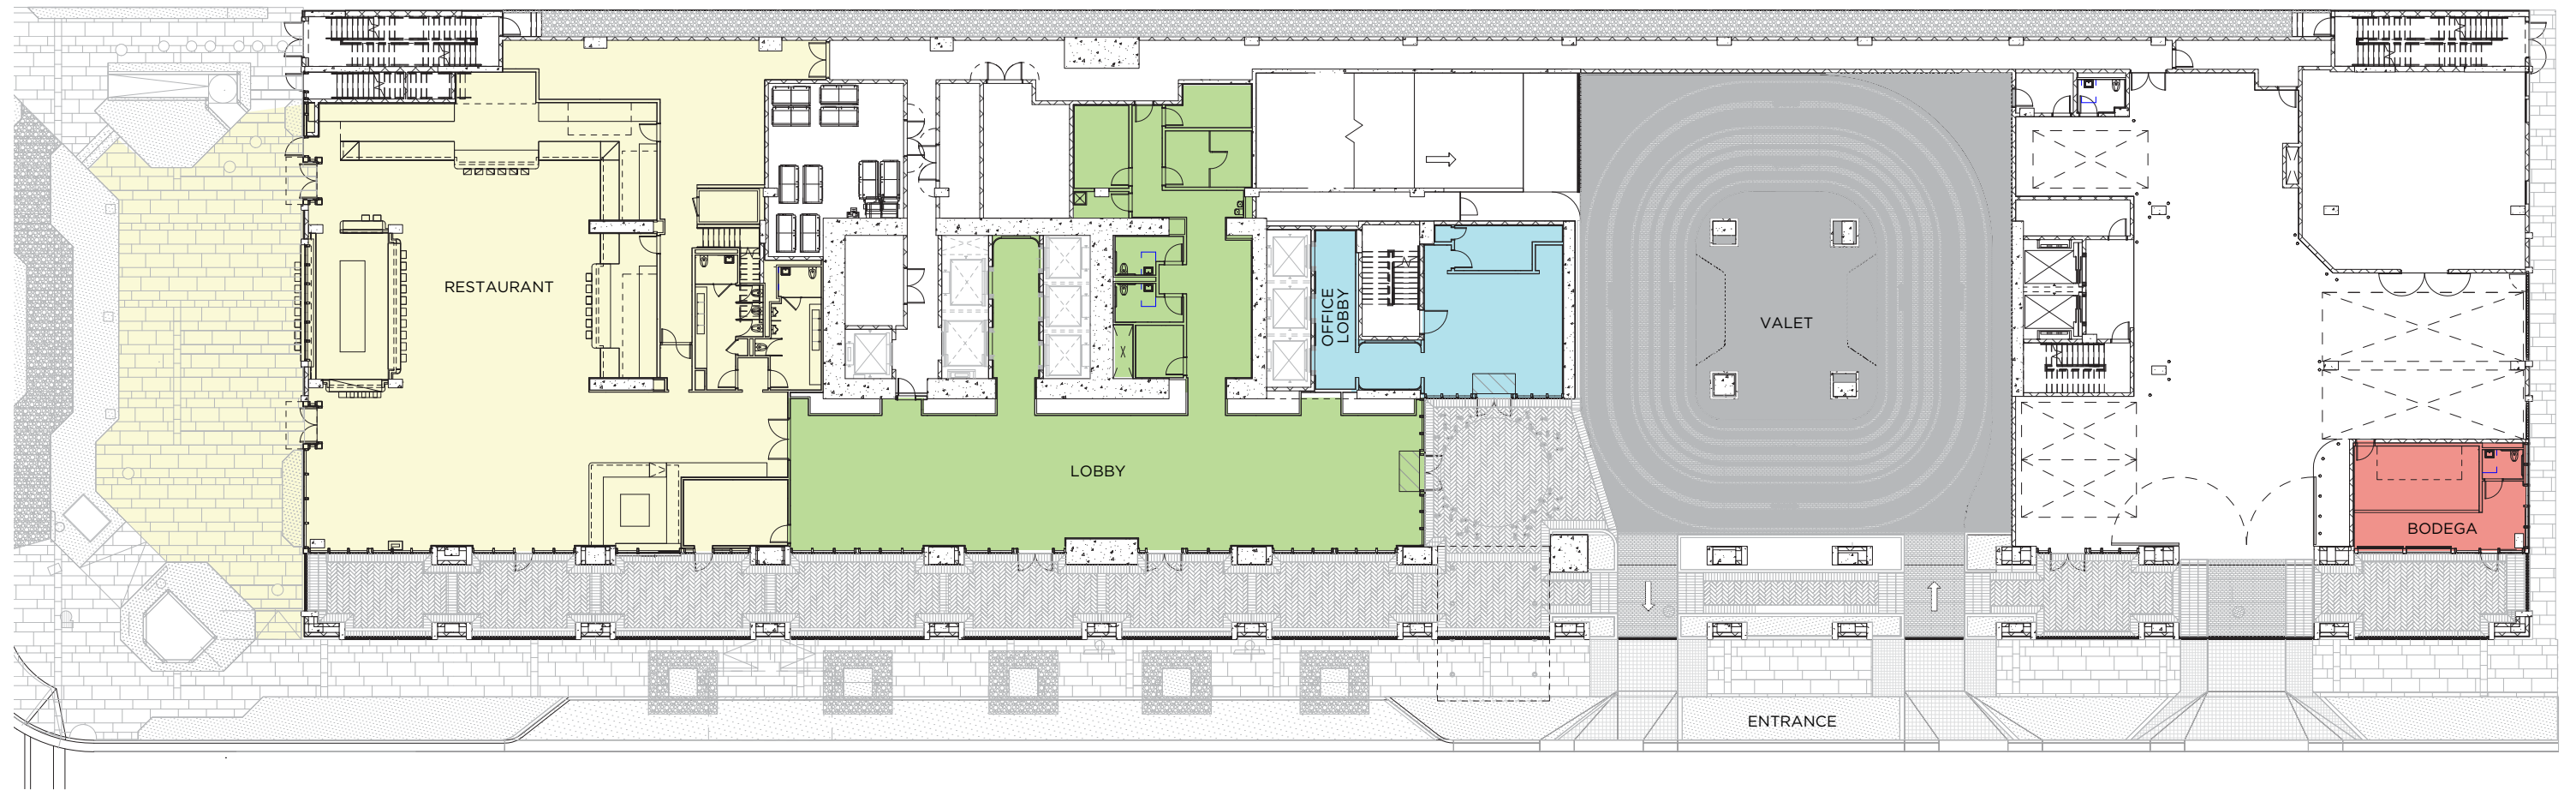 RESTAURANT
OFFICE
LOBBY
VALET
LOBBY
BODEGA
ENTRANCE